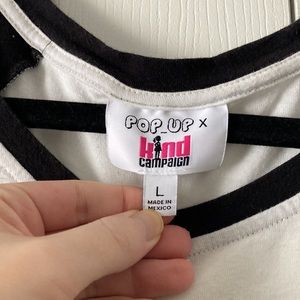 POP_UP X
kind
CAMPAIGN
L
MADE IN
MEXICO